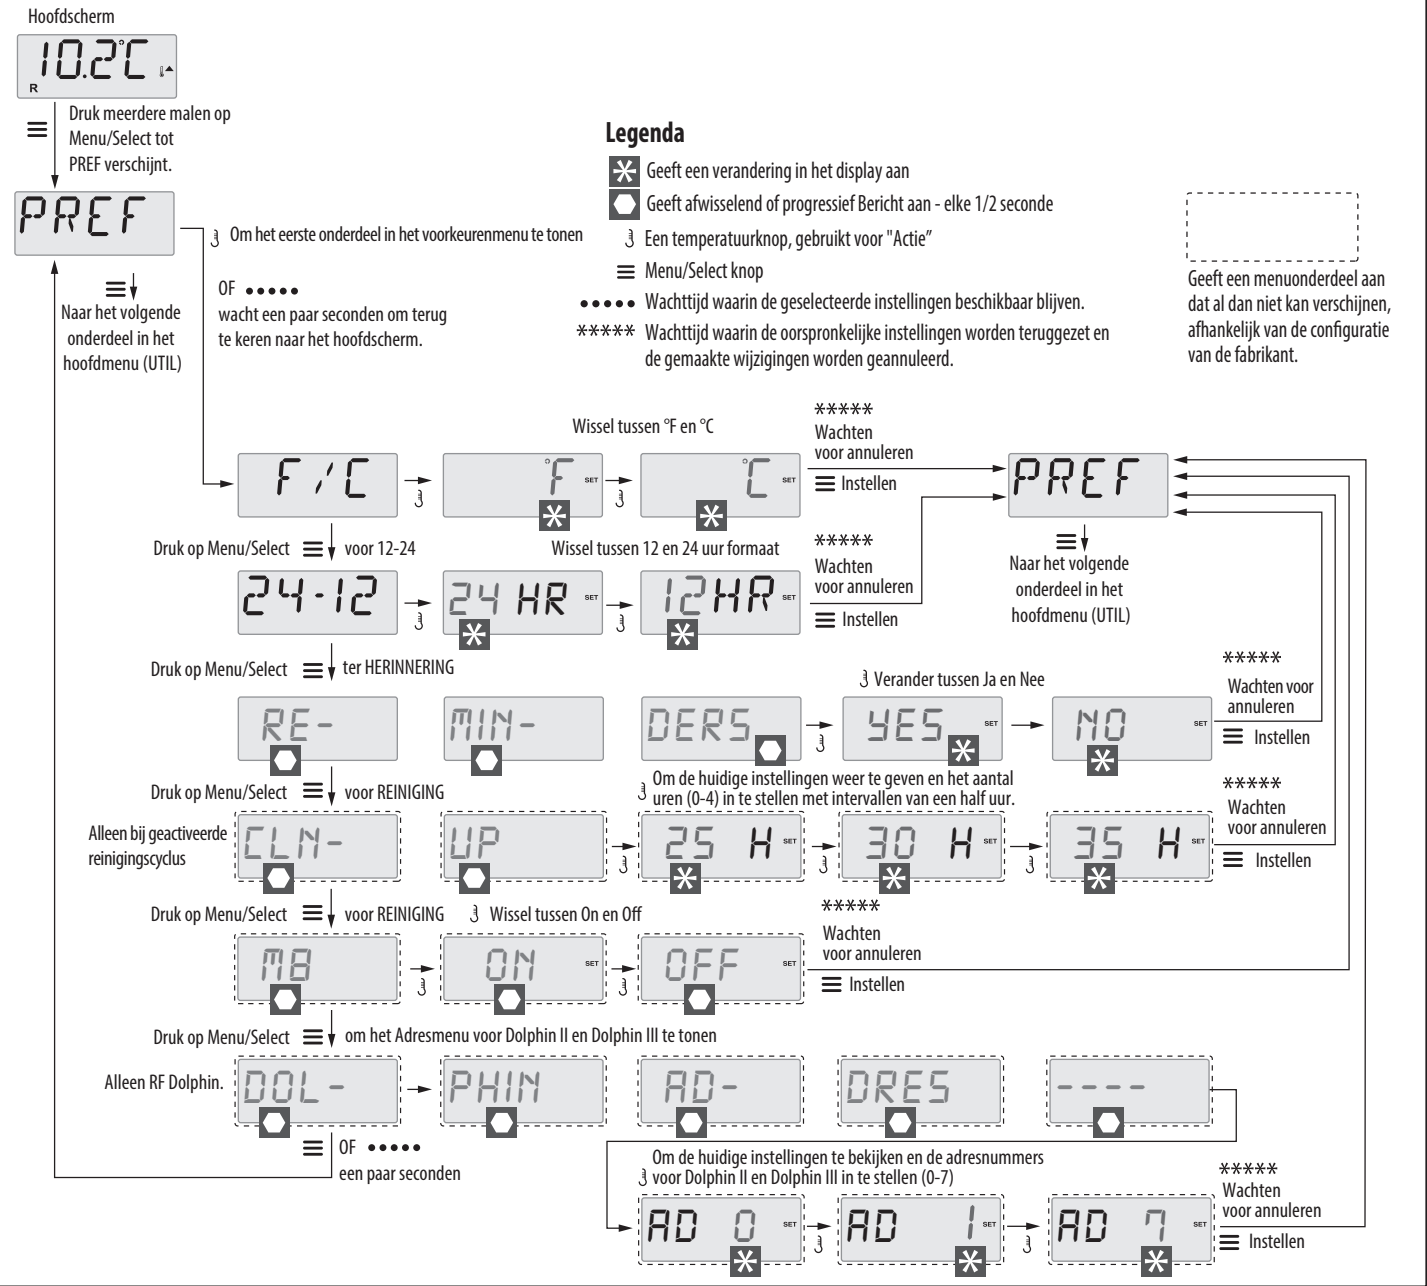 Hoofdscherm
10.2°C
R
Druk meerdere malen op
Menu/Select tot
PREF verschijnt.
PREF
Om het eerste onderdeel in het voorkeurenmenu te tonen
OF •••••
wacht een paar seconden om terug
te keren naar het hoofdscherm.
Naar het volgende
onderdeel in het
hoofdmenu (UTIL)
Legenda
Geeft een verandering in het display aan
Geeft afwisselend of progressief Bericht aan - elke 1/2 seconde
Een temperatuurknop, gebruikt voor "Actie”
Menu/Select knop
••••• Wachttijd waarin de geselecteerde instellingen beschikbaar blijven.
***** Wachttijd waarin de oorspronkelijke instellingen worden teruggezet en
de gemaakte wijzigingen worden geannuleerd.
Geeft een menuonderdeel aan
dat al dan niet kan verschijnen,
afhankelijk van de configuratie
van de fabrikant.
Wissel tussen °F en °C
*****
Wachten
voor annuleren
Instellen
F/C
°F SET
°C SET
PREF
Naar het volgende
onderdeel in het
hoofdmenu (UTIL)
Druk op Menu/Select voor 12-24
Wissel tussen 12 en 24 uur formaat
*****
Wachten
voor annuleren
Instellen
24-12
24 HR SET
12HR SET
Druk op Menu/Select ter HERINNERING
Verander tussen Ja en Nee
*****
Wachten voor
annuleren
Instellen
RE-
MIN-
DERS
YES SET
NO SET
Druk op Menu/Select voor REINIGING
Om de huidige instellingen weer te geven en het aantal
uren (0-4) in te stellen met intervallen van een half uur.
*****
Wachten
voor annuleren
Instellen
Alleen bij geactiveerde
reinigingscyclus
CLN-
UP
25 H SET
30 H SET
35 H SET
Druk op Menu/Select voor REINIGING
Wissel tussen On en Off
*****
Wachten
voor annuleren
Instellen
M8
ON SET
OFF SET
Druk op Menu/Select om het Adresmenu voor Dolphin II en Dolphin III te tonen
Alleen RF Dolphin.
DOL-
PHIN
AD-
DRES
----
OF •••••
een paar seconden
Om de huidige instellingen te bekijken en de adresnummers
voor Dolphin II en Dolphin III in te stellen (0-7)
*****
Wachten
voor annuleren
Instellen
AD 0 SET
AD 1 SET
AD 7 SET